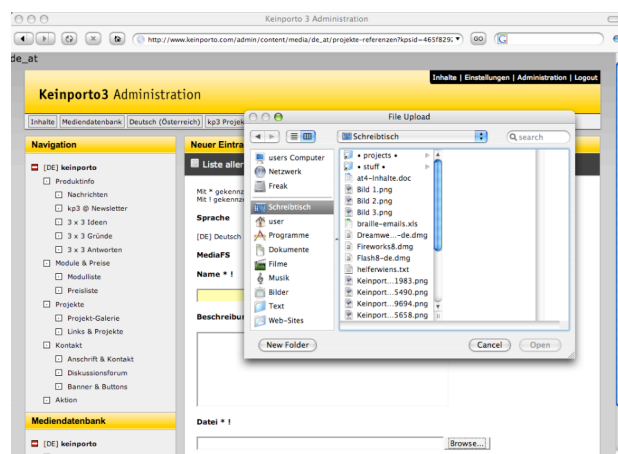 Keinporto 3 Administration
http://www.keinporto.com/admin/content/media/de_at/projekte-referenzen?kpsid=465f829
GO
de_at
Inhalte | Einstellungen | Administration | Logout
Keinporto3 Administration
Inhalte
Mediendatenbank
Deutsch (Österreich)
kp3 Projek
Navigation
[DE] keinporto
Produktinfo
Nachrichten
kp3 @ Newsletter
3 x 3 Ideen
3 x 3 Gründe
3 x 3 Antworten
Module & Preise
Modulliste
Preisliste
Projekte
Projekt-Galerie
Links & Projekte
Kontakt
Anschrift & Kontakt
Diskussionsforum
Banner & Buttons
Aktion
Mediendatenbank
[DE] keinporto
Neuer Eintra
Liste aller
Mit * gekennz
Mit ! gekennz
Sprache
[DE] Deutsch
MediaFS
Name * !
Beschreibu
Datei * !
Browse...
File Upload
Schreibtisch
search
users Computer
Netzwerk
Freak
Schreibtisch
user
Programme
Dokumente
Filme
Musik
Bilder
Text
Web-Sites
• projects •
• stuff •
at4-Inhalte.doc
Bild 1.png
Bild 2.png
Bild 3.png
braille-emails.xls
Dreamwe...-de.dmg
Fireworks8.dmg
Flash8-de.dmg
helferwiens.txt
Keinport...1983.png
Keinport...5490.png
Keinport...9694.png
Keinport...5658.png
New Folder
Cancel
Open